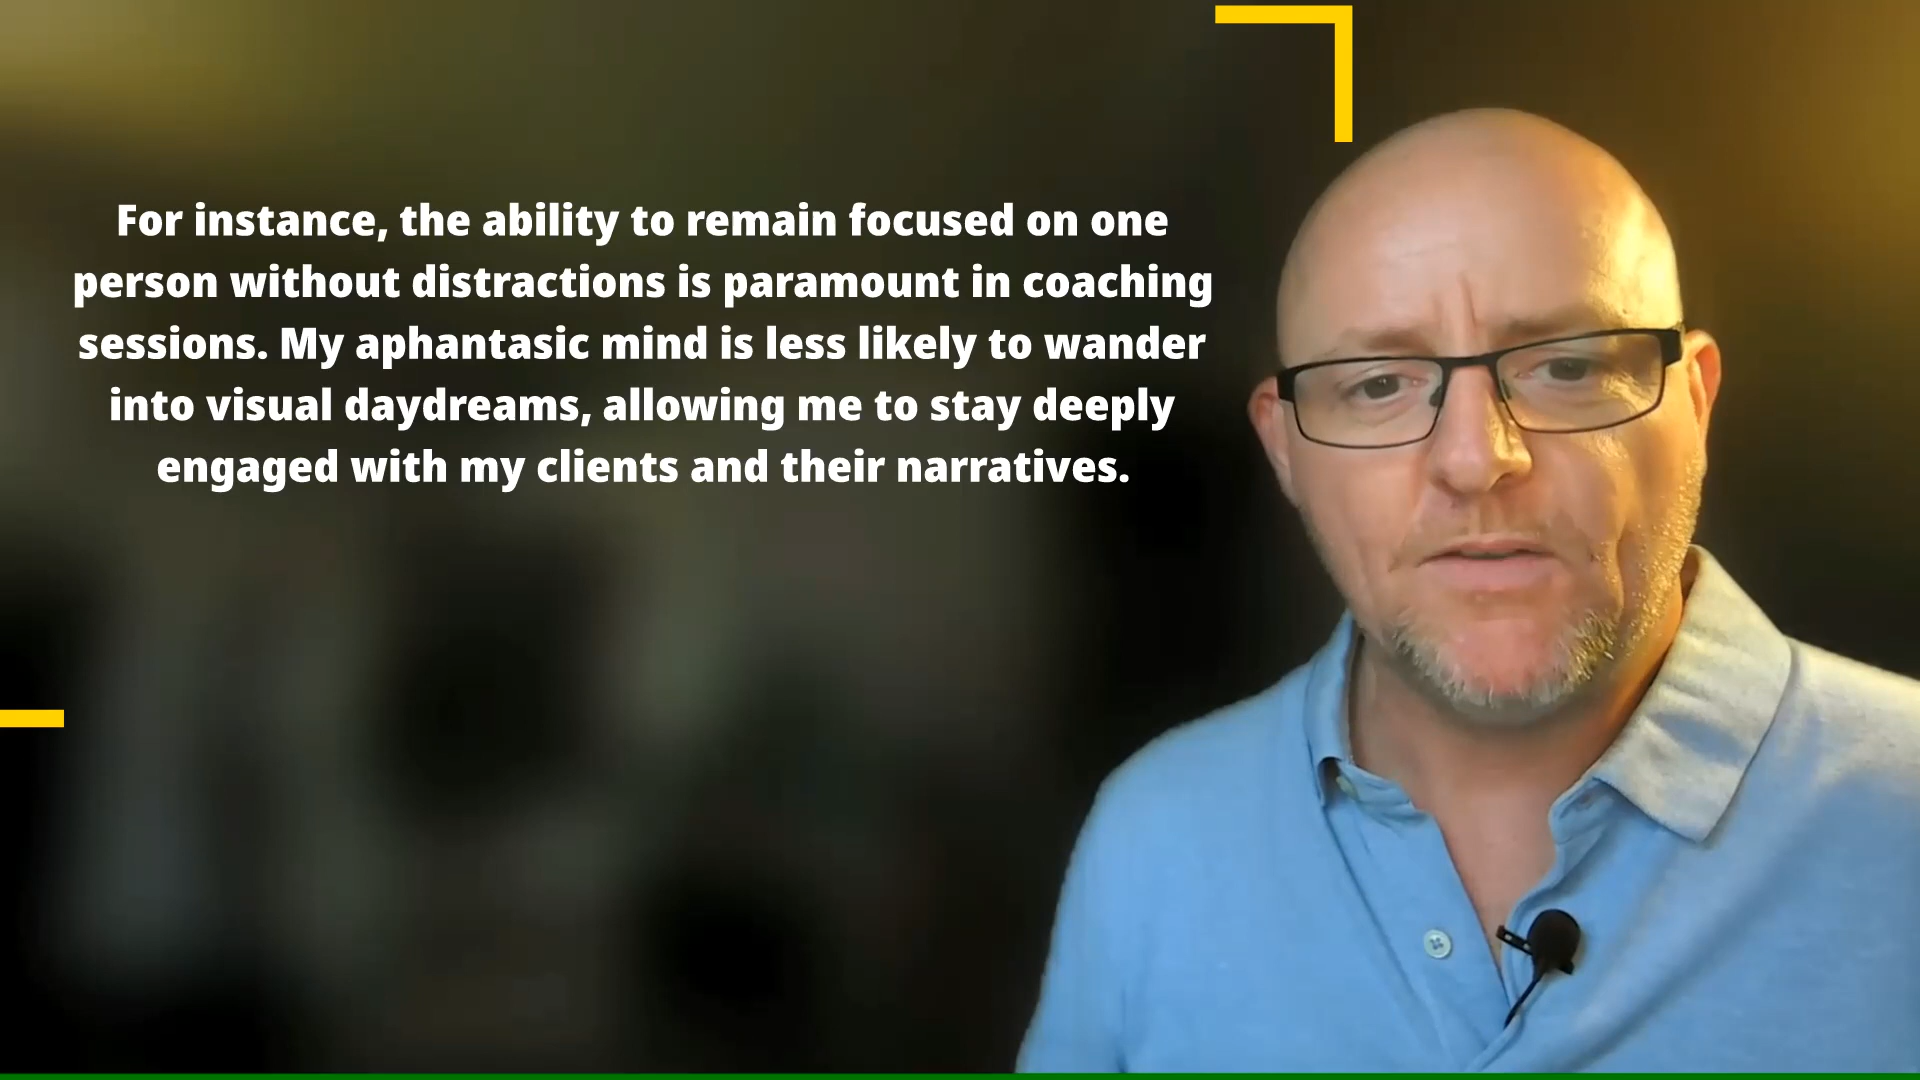 For instance, the ability to remain focused on one
person without distractions is paramount in coaching
sessions. My aphantasic mind is less likely to wander
into visual daydreams, allowing me to stay deeply
engaged with my clients and their narratives.